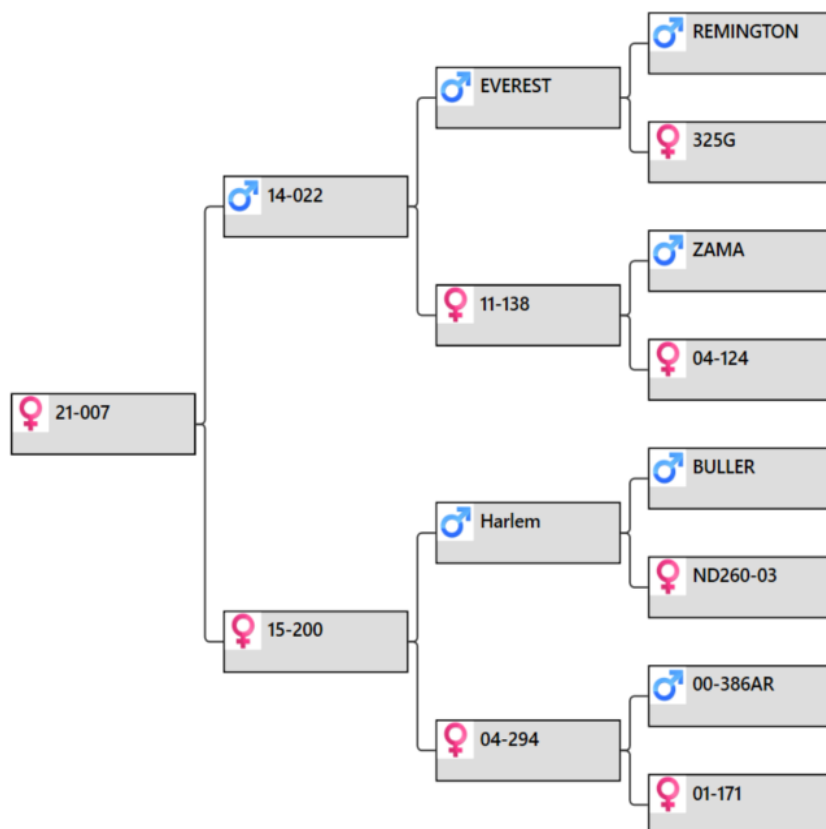 REMINGTON
EVEREST
325G
14-022
ZAMA
11-138
04-124
21-007
BULLER
Harlem
ND260-03
15-200
00-386AR
04-294
01-171